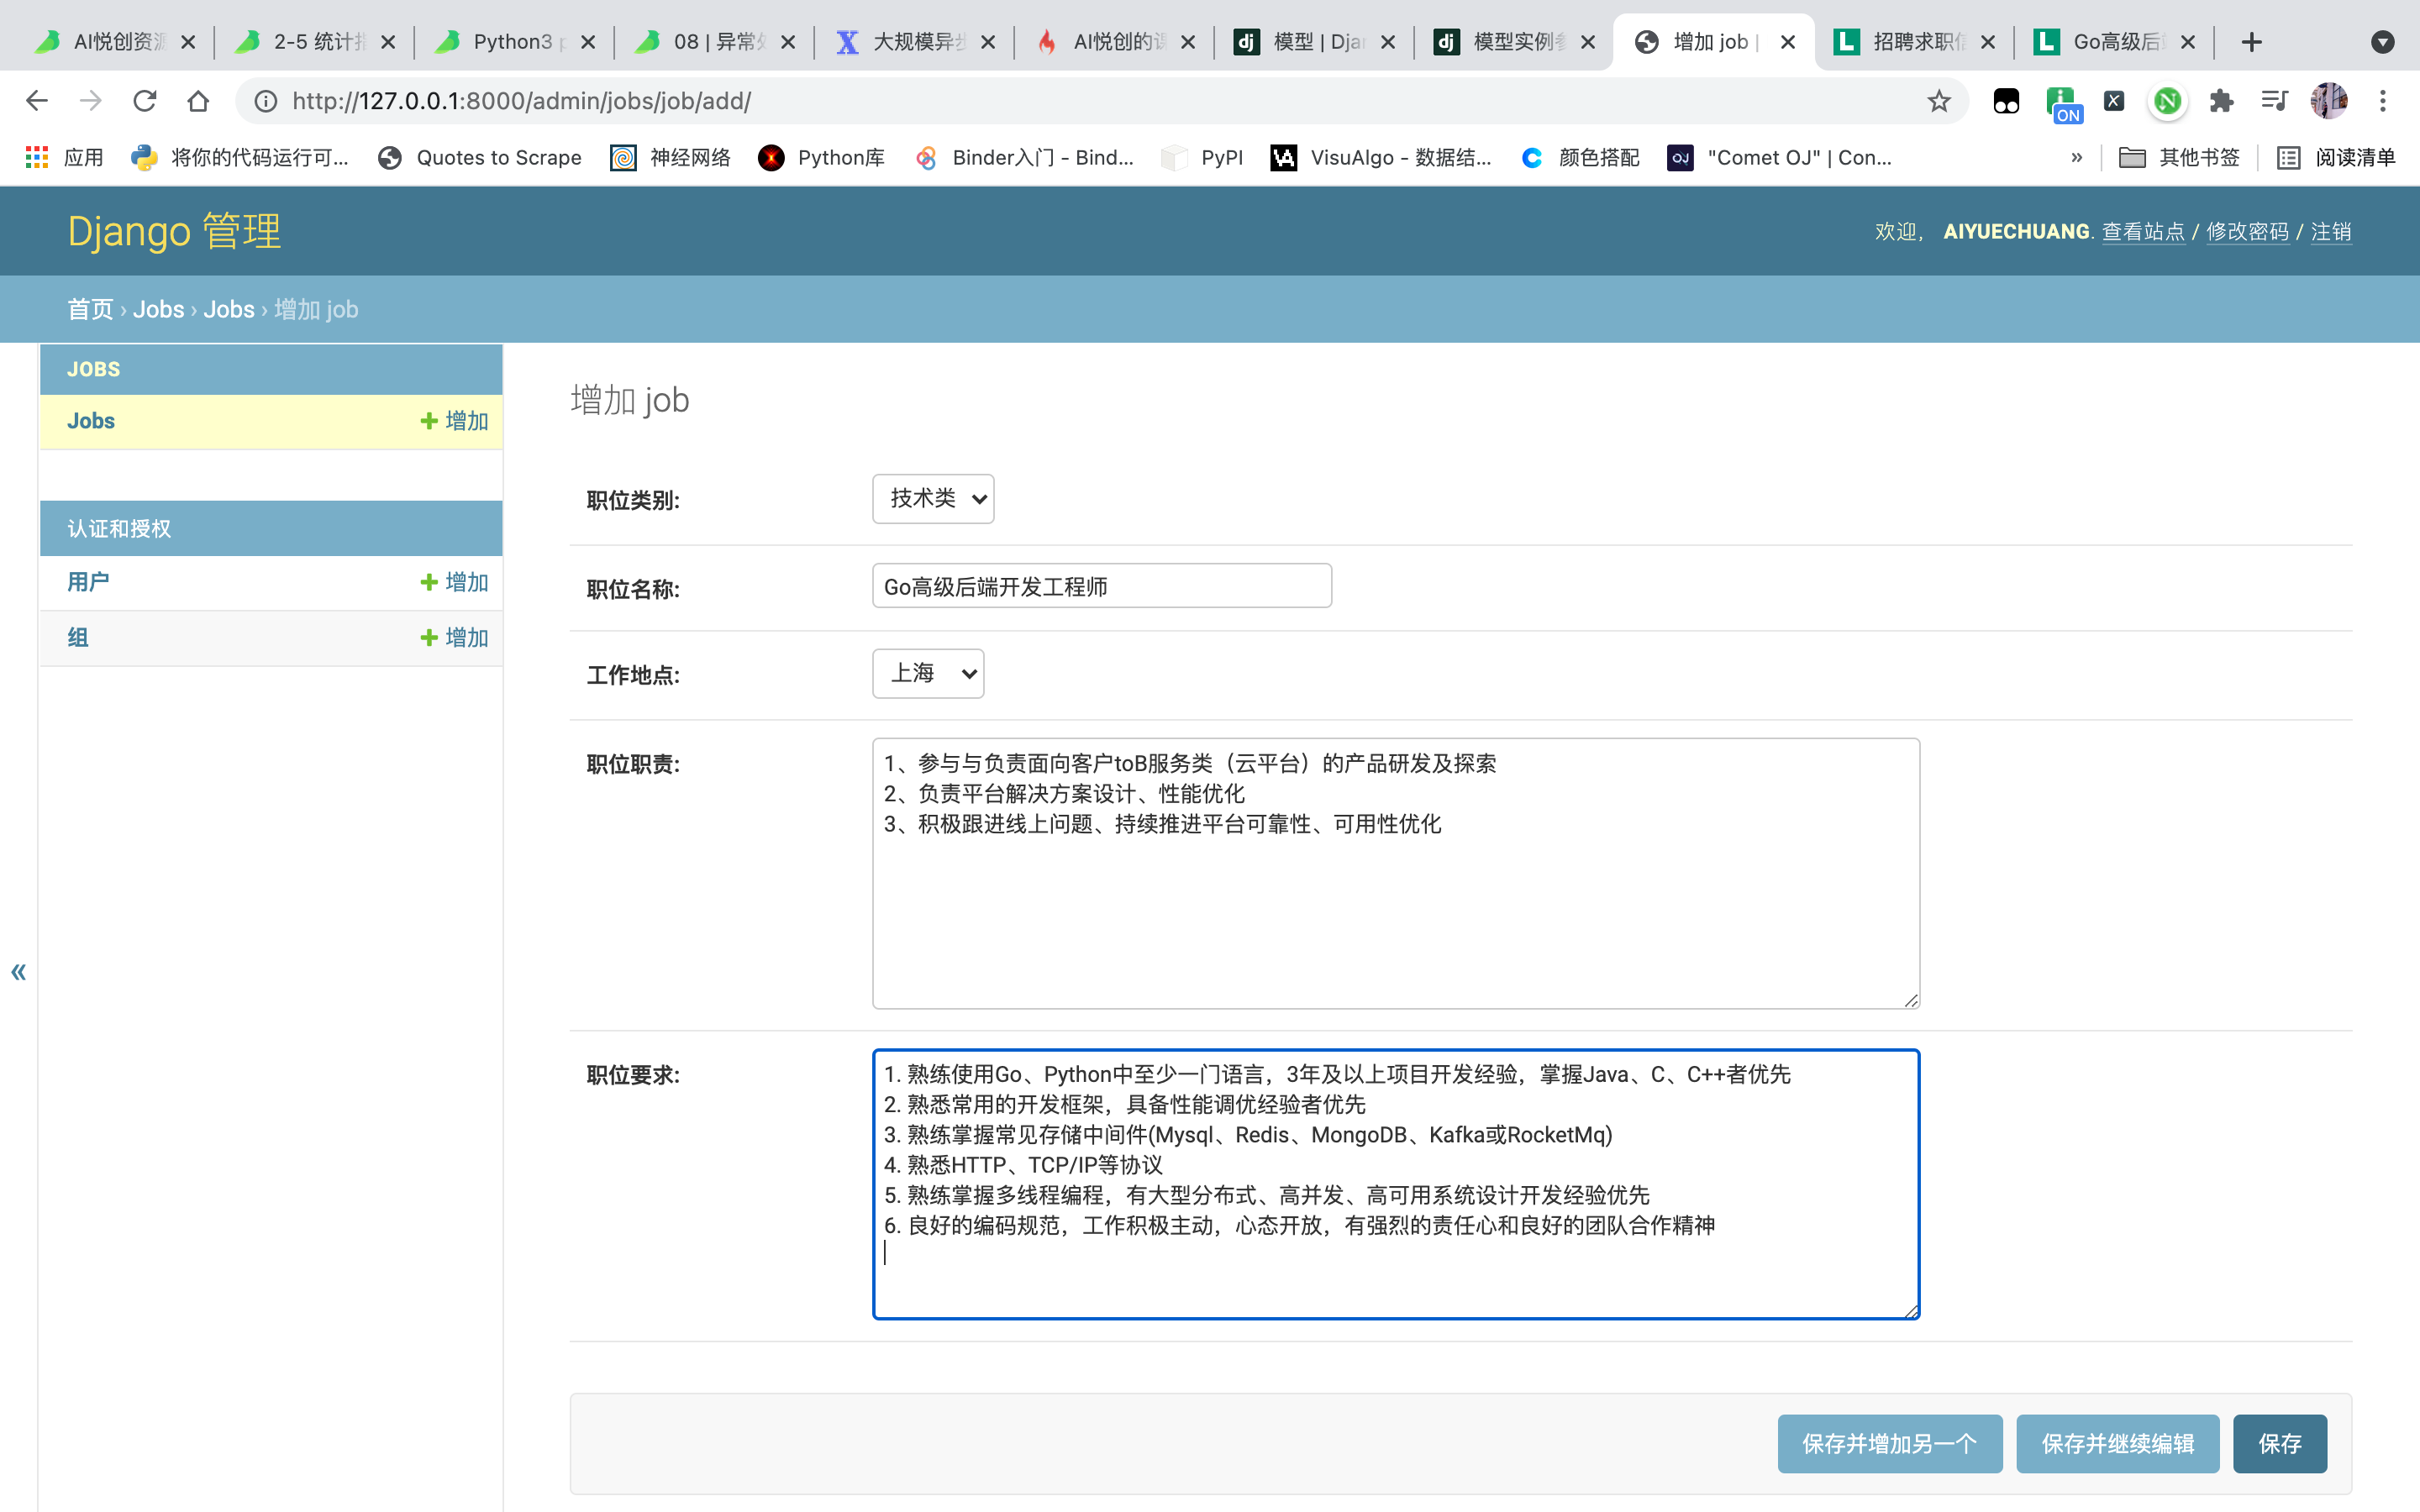 AI悦创资源
2-5 统计
Python3
08 | 异常
大规模异步
AI悦创的
模型 | Djan
模型实例
增加 job |
招聘求职信
Go高级后端
http://127.0.0.1:8000/admin/jobs/job/add/
ON
应用
将你的代码运行可...
Quotes to Scrape
神经网络
Python库
Binder入门 - Bind...
PyPI
VisuAlgo - 数据结...
颜色搭配
"Comet OJ" | Con...
»
其他书签
阅读清单
Django 管理
欢迎， AIYUECHUANG. 查看站点 / 修改密码 / 注销
首页 › Jobs › Jobs › 增加 job
JOBS
Jobs
增加
认证和授权
用户
增加
组
增加
«
增加 job
职位类别:
技术类
职位名称:
Go高级后端开发工程师
工作地点:
上海
职位职责:
1、参与与负责面向客户toB服务类（云平台）的产品研发及探索
2、负责平台解决方案设计、性能优化
3、积极跟进线上问题、持续推进平台可靠性、可用性优化
职位要求:
1. 熟练使用Go、Python中至少一门语言，3年及以上项目开发经验，掌握Java、C、C++者优先
2. 熟悉常用的开发框架，具备性能调优经验者优先
3. 熟练掌握常见存储中间件(Mysql、Redis、MongoDB、Kafka或RocketMq)
4. 熟悉HTTP、TCP/IP等协议
5. 熟练掌握多线程编程，有大型分布式、高并发、高可用系统设计开发经验优先
6. 良好的编码规范，工作积极主动，心态开放，有强烈的责任心和良好的团队合作精神
保存并增加另一个
保存并继续编辑
保存